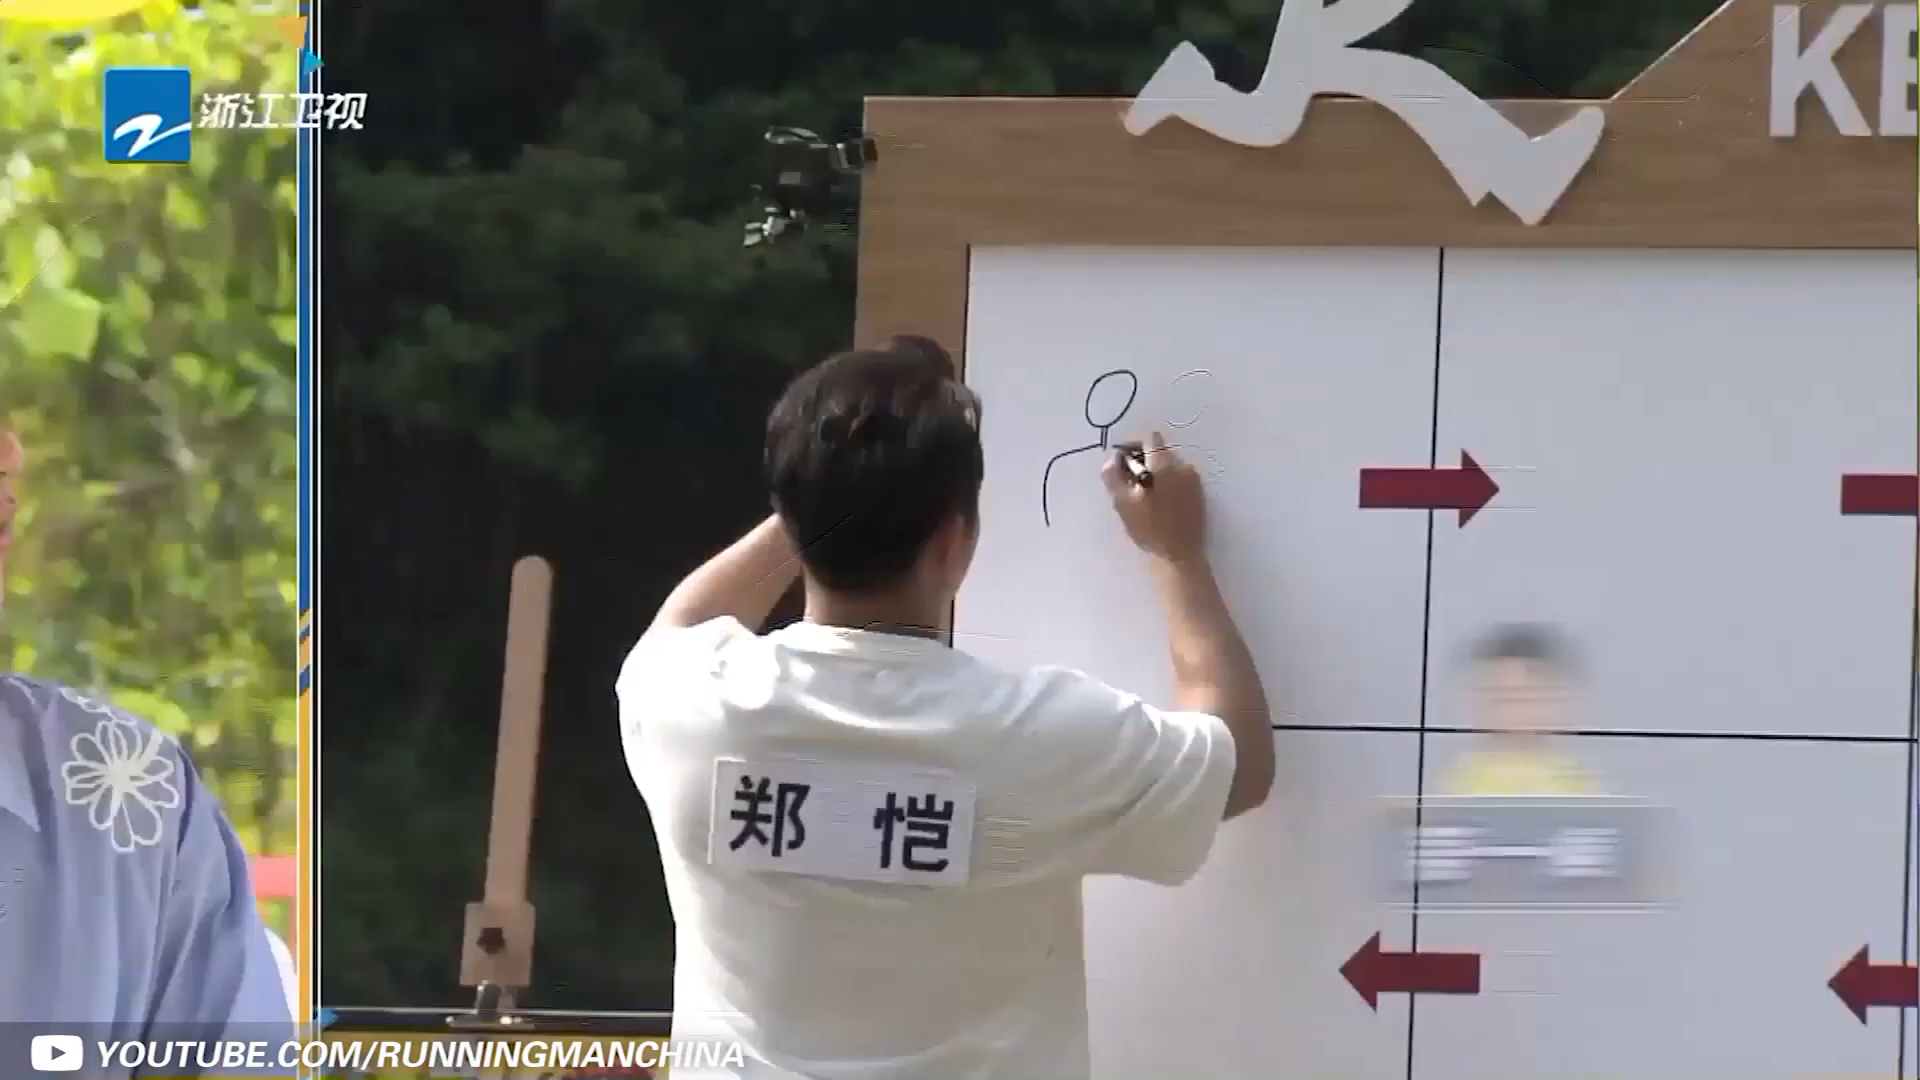 浙江卫视
KE
郑 恺
YOUTUBE.COM/RUNNINGMANCHINA